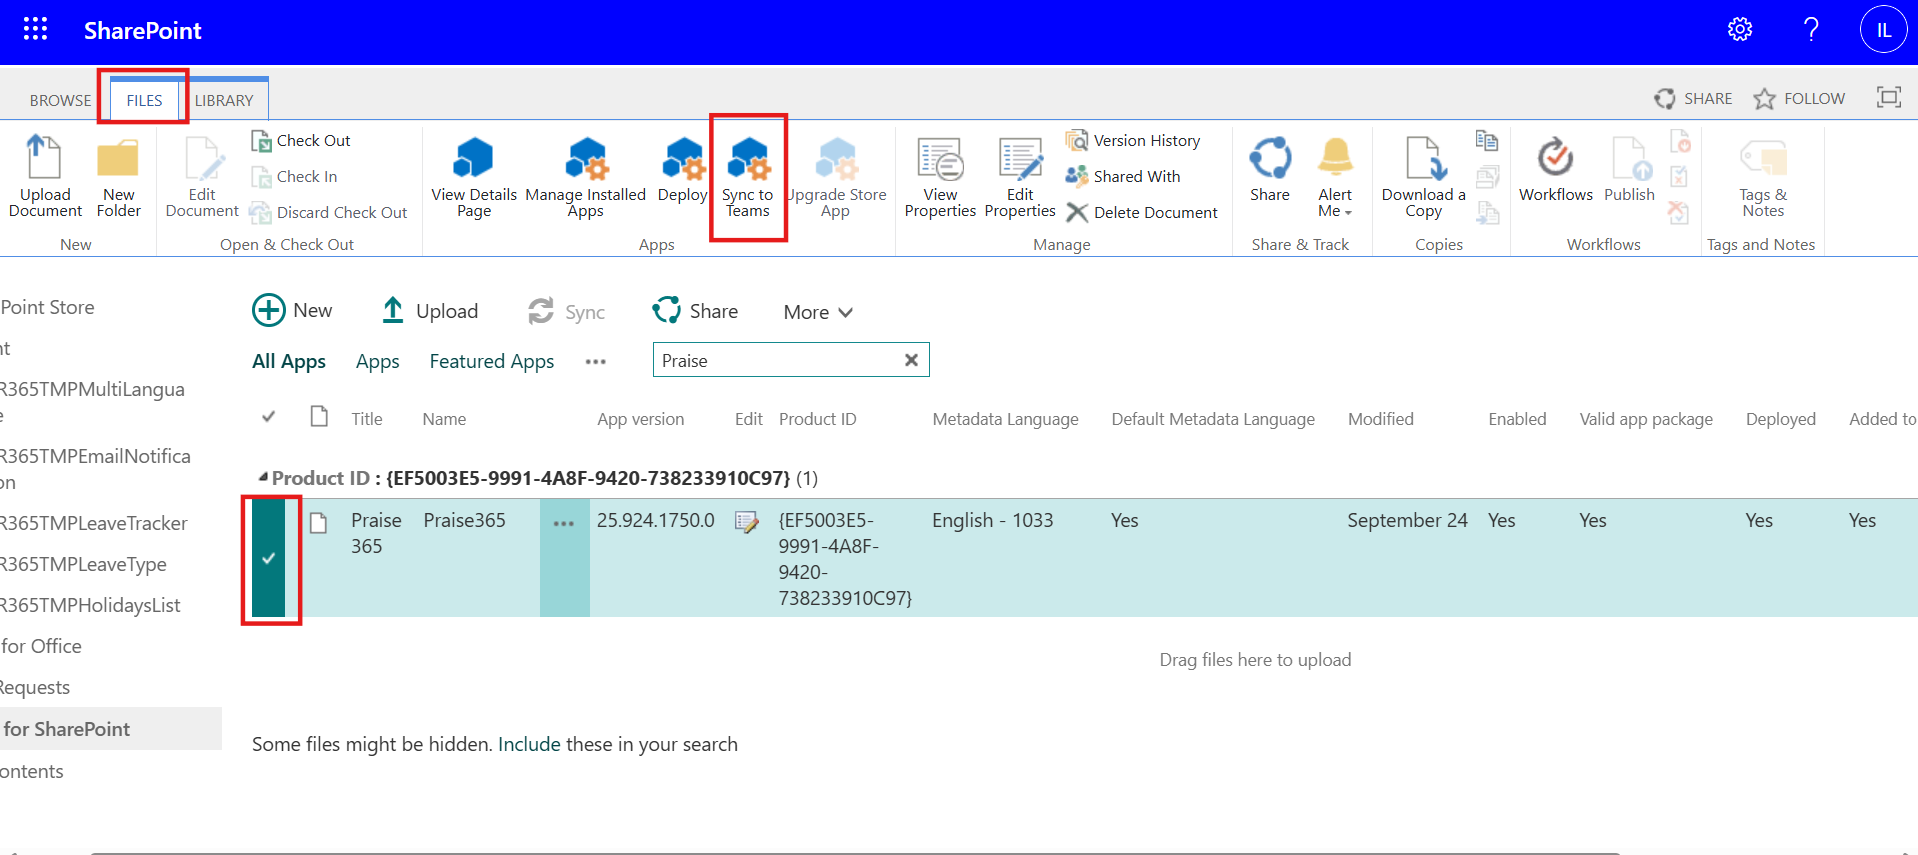 SharePoint
IL
BROWSE
FILES
LIBRARY
SHARE
FOLLOW
Upload Document
New Folder
New
Edit Document
Check Out
Check In
Discard Check Out
Open & Check Out
View Details Page
Manage Installed Apps
Deploy
Sync to Teams
Upgrade Store App
Apps
View Properties
Edit Properties
Version History
Shared With
Delete Document
Manage
Share
Alert Me
Share & Track
Download a Copy
Copies
Workflows
Publish
Workflows
Tags & Notes
Tags and Notes
Point Store
nt
R365TMPMultiLangua
e
R365TMPEmailNotifica
on
R365TMPLeaveTracker
R365TMPLeaveType
R365TMPHolidaysList
for Office
Requests
for SharePoint
ontents
New
Upload
Sync
Share
More
All Apps
Apps
Featured Apps
Praise
Title
Name
App version
Edit
Product ID
Metadata Language
Default Metadata Language
Modified
Enabled
Valid app package
Deployed
Added to
Product ID : {EF5003E5-9991-4A8F-9420-738233910C97} (1)
Praise 365
Praise365
25.924.1750.0
{EF5003E5-9991-4A8F-9420-738233910C97}
English - 1033
Yes
September 24
Yes
Yes
Yes
Yes
Drag files here to upload
Some files might be hidden. Include these in your search